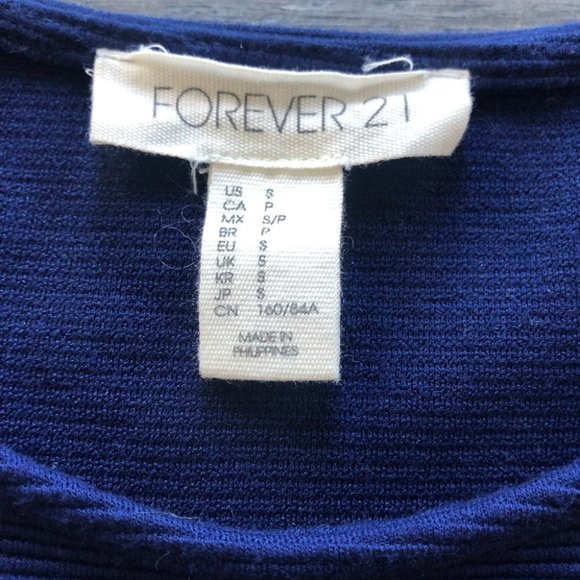 FOREVER 21
US S
CA P
MX S/P
BR P
EU S
UK S
KR S
JP S
CN 160/84A
MADE IN
PHILIPPINES